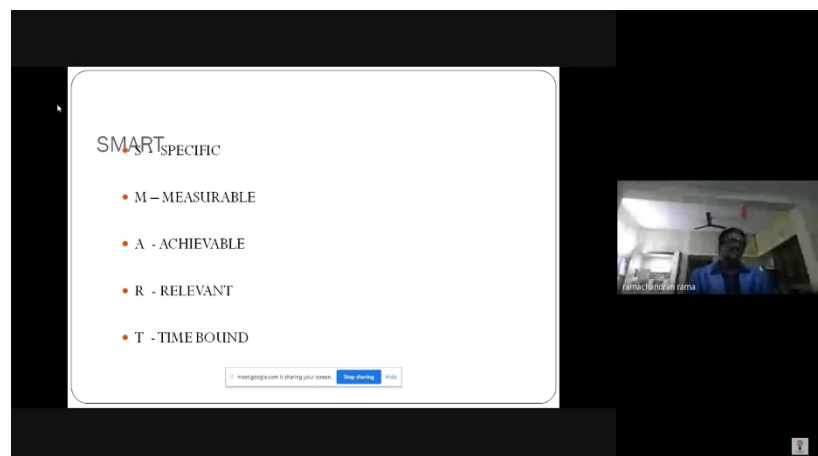 SMART
• S - SPECIFIC
• M – MEASURABLE
• A - ACHIEVABLE
• R - RELEVANT
• T - TIME BOUND
meet.google.com is sharing your screen. Stop sharing Hide
ramachandran rama